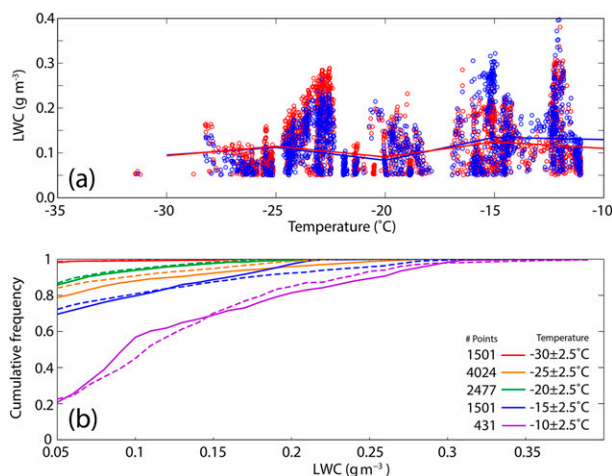 0.4
0.3
0.2
0.1
0.0
LWC (g m⁻³)
(a)
-35
-30
-25
-20
-15
-10
Temperature (˚C)
1
0.8
0.6
0.4
0.2
0
Cumulative frequency
(b)
# Points Temperature
1501 -30±2.5˚C
4024 -25±2.5˚C
2477 -20±2.5˚C
1501 -15±2.5˚C
431 -10±2.5˚C
0.05
0.1
0.15
0.2
0.25
0.3
0.35
LWC (g m⁻³)